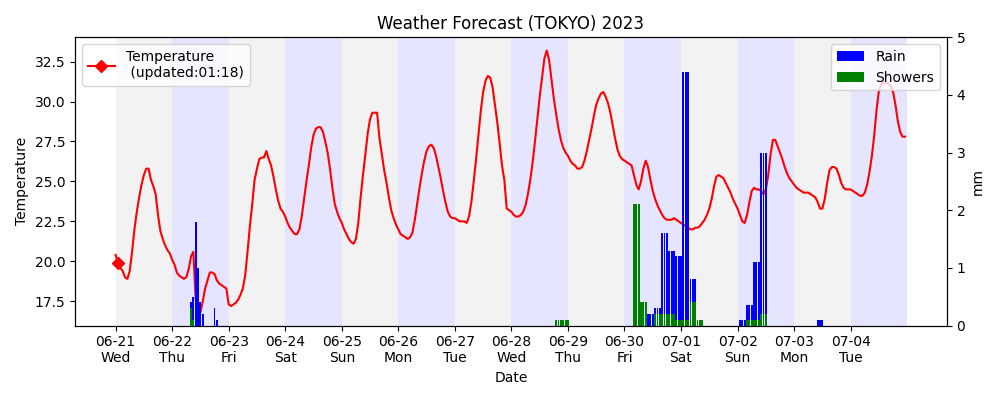 Weather Forecast (TOKYO) 2023
Temperature
(updated:01:18)
Rain
Showers
32.5
30.0
27.5
25.0
22.5
20.0
17.5
Temperature
5
4
3
2
1
0
mm
06-21 06-22 06-23 06-24 06-25 06-26 06-27 06-28 06-29 06-30 07-01 07-02 07-03 07-04
Wed Thu Fri Sat Sun Mon Tue Wed Thu Fri Sat Sun Mon Tue
Date